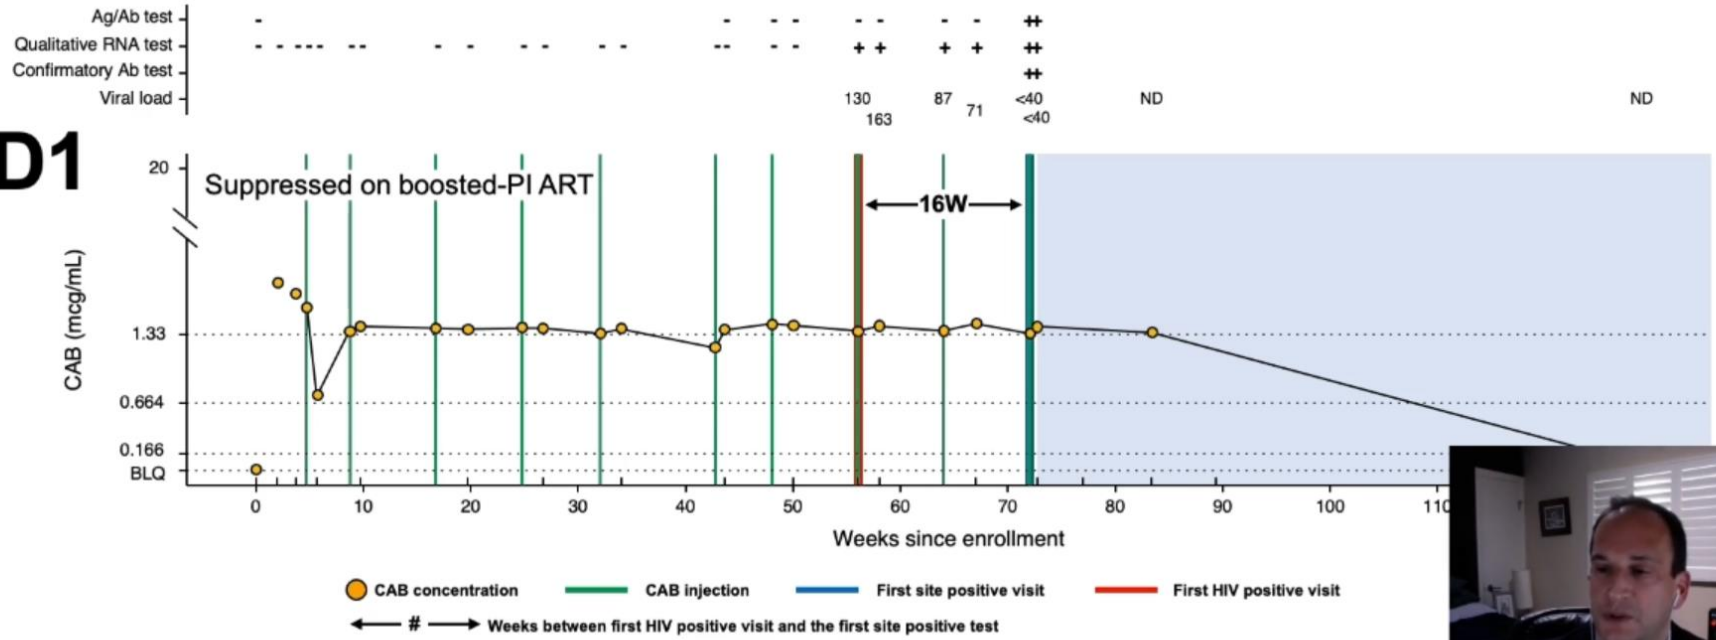 Ag/Ab test - - - - - - - - ++
Qualitative RNA test - - - - - - - - - - - - - - - - - - + + + + ++
Confirmatory Ab test ++
Viral load 130 87 71 <40 ND ND
163 <40
D1
20
Suppressed on boosted-PI ART
16W
CAB (mcg/mL)
1.33
0.664
0.166
BLQ
0 10 20 30 40 50 60 70 80 90 100 110
Weeks since enrollment
CAB concentration CAB injection First site positive visit First HIV positive visit
# Weeks between first HIV positive visit and the first site positive test